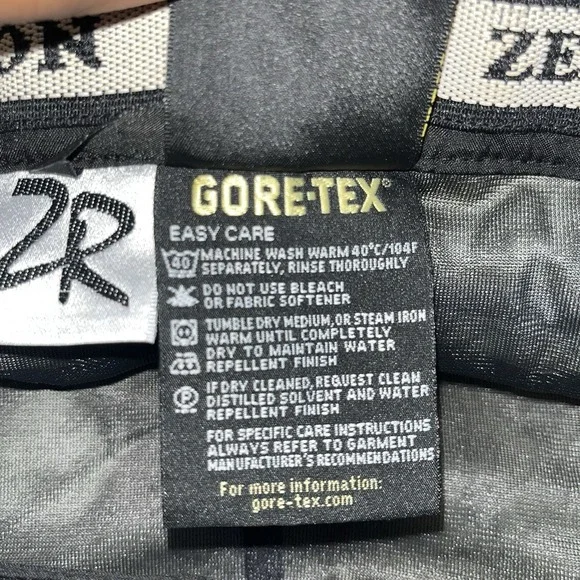 ON
ZE
2R
GORE-TEX®
EASY CARE
40
MACHINE WASH WARM 40°C/104F
SEPARATELY, RINSE THOROUGHLY
DO NOT USE BLEACH
OR FABRIC SOFTENER
TUMBLE DRY MEDIUM, OR STEAM IRON
WARM UNTIL COMPLETELY
DRY TO MAINTAIN WATER
REPELLENT FINISH
P
IF DRY CLEANED, REQUEST CLEAN
DISTILLED SOLVENT AND WATER
REPELLENT FINISH
FOR SPECIFIC CARE INSTRUCTIONS
ALWAYS REFER TO GARMENT
MANUFACTURER'S RECOMMENDATIONS
For more information:
gore-tex.com